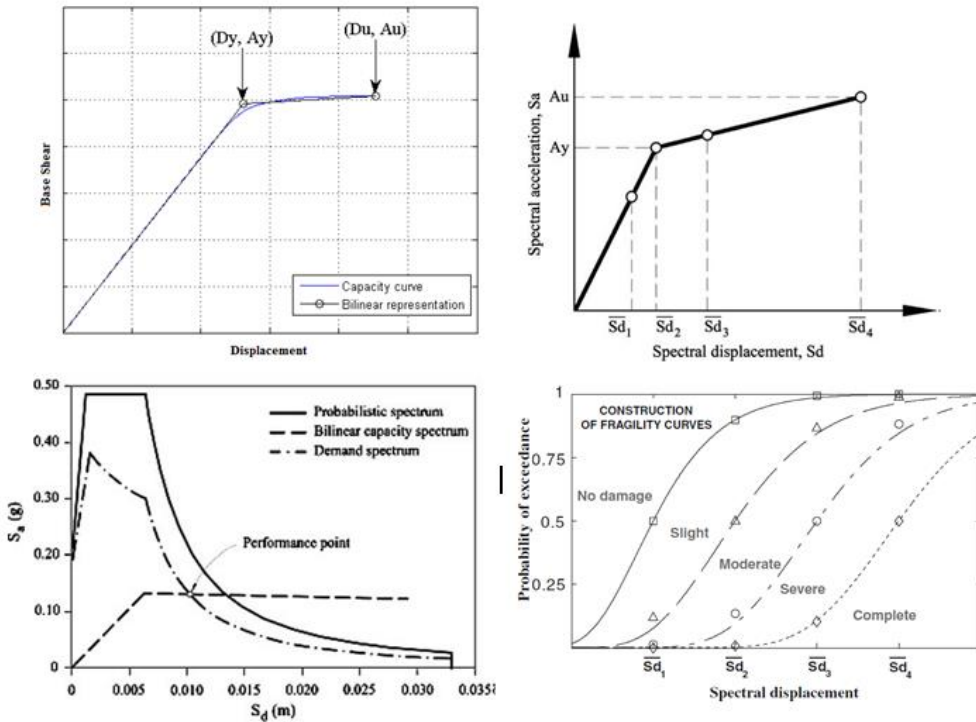 (Dy, Ay)
(Du, Au)
Base Shear
Capacity curve
Bilinear representation
Displacement
Spectral acceleration, Sa
Au
Ay
Sd1
Sd2
Sd3
Sd4
Spectral displacement, Sd
0.50
0.40
0.30
0.20
0.10
0
Sa (g)
Probabilistic spectrum
Bilinear capacity spectrum
Demand spectrum
Performance point
0
0.005
0.010
0.015
0.020
0.025
0.030
0.035
Sd (m)
1
0.75
0.5
0.25
Probability of exceedance
CONSTRUCTION
OF FRAGILITY CURVES
No damage
Slight
Moderate
Severe
Complete
Sd1
Sd2
Sd3
Sd4
Spectral displacement